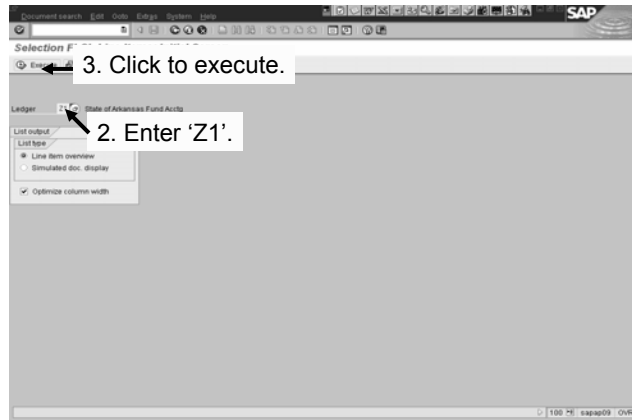 Document search Edit Goto Extras System Help
SAP
Selection
3. Click to execute.
Ledger Z1 State of Arkansas Fund Acctg
2. Enter ‘Z1’.
List output
List type
Line item overview
Simulated doc. display
Optimize column width
100 sapap09 OVR